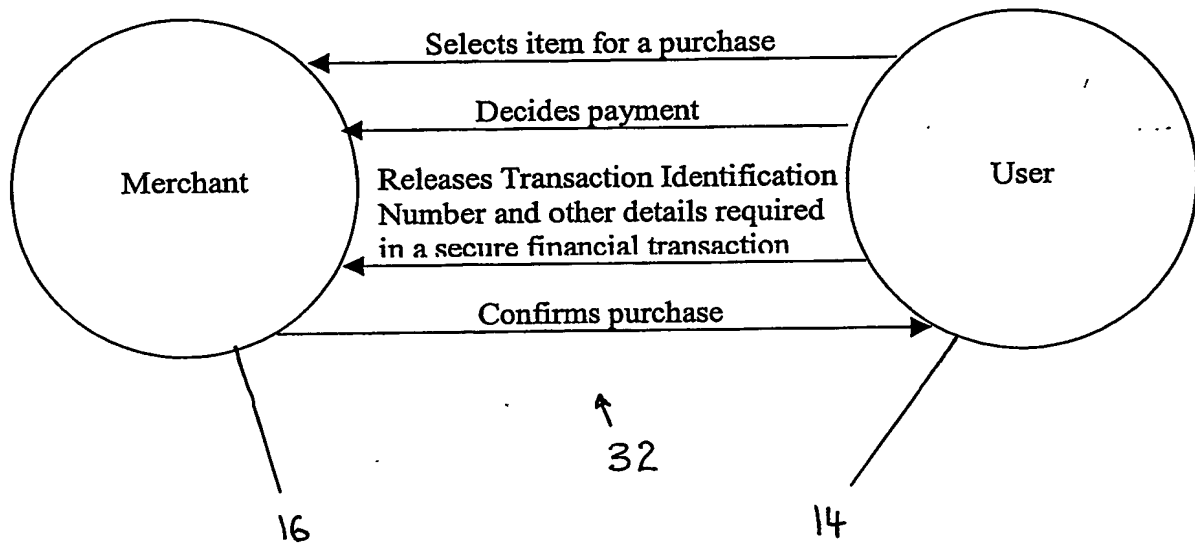 Selects item for a purchase
Decides payment
Merchant
User
Releases Transaction Identification
Number and other details required
in a secure financial transaction
Confirms purchase
32
16
14